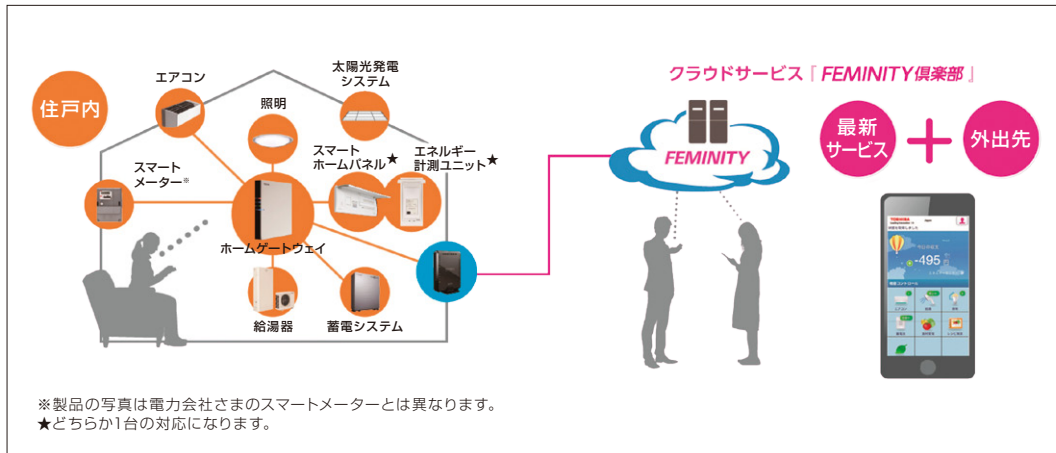 住戸内
エアコン
太陽光発電
システム
照明
スマート
メーター※
スマート
ホームパネル★
エネルギー
計測ユニット★
ホームゲートウェイ
給湯器
蓄電システム
クラウドサービス『FEMINITY倶楽部』
FEMINITY
最新
サービス
外出先
TOSHIBA
-495
エアコン
※製品の写真は電力会社さまのスマートメーターとは異なります。
★どちらか1台の対応になります。